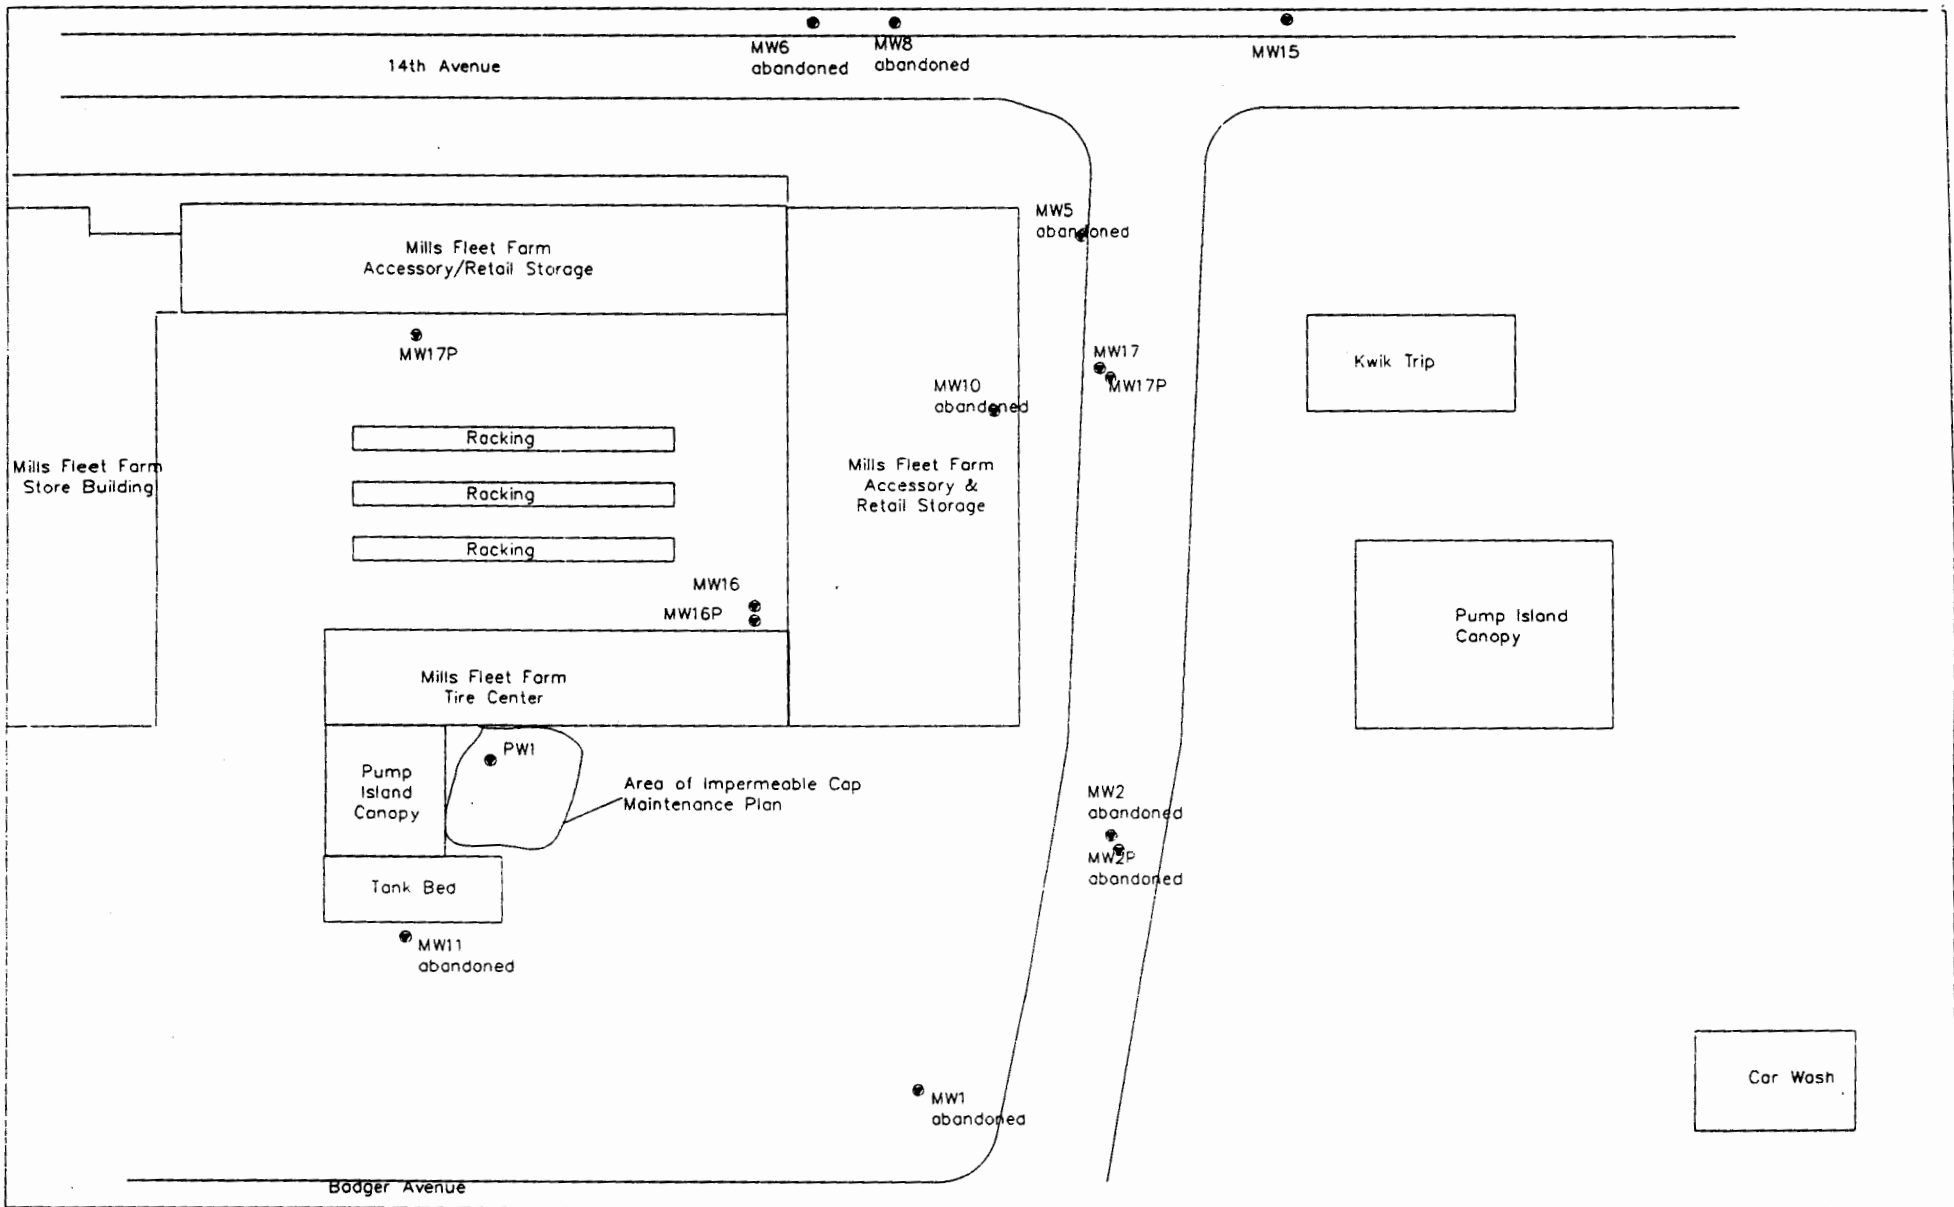 MW6
abandoned
MW8
abandoned
MW15
14th Avenue
MW5
abandoned
Mills Fleet Farm
Accessory/Retail Storage
MW17P
MW17
MW17P
Kwik Trip
MW10
abandoned
Racking
Racking
Racking
Mills Fleet Farm
Store Building
Mills Fleet Farm
Accessory &
Retail Storage
MW16
MW16P
Pump Island
Canopy
Mills Fleet Farm
Tire Center
PW1
Pump
Island
Canopy
Area of Impermeable Cap
Maintenance Plan
MW2
abandoned
MW2P
abandoned
Tank Bed
MW11
abandoned
Car Wash
MW1
abandoned
Badger Avenue